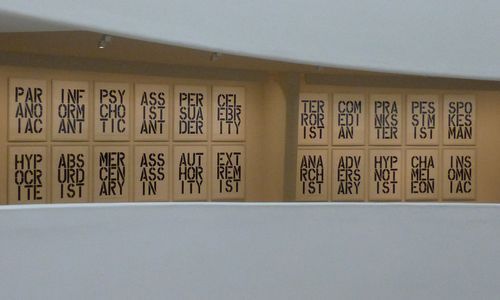 PAR
ANO
IAC
INF
ORM
ANT
PSY
CHO
TIC
ASS
IST
ANT
PER
SUA
DER
CEL
EBR
ITY
TER
ROR
IST
COM
EDI
AN
PRA
NKS
TER
PES
SIM
IST
SPO
KES
MAN
HYP
OCR
ITE
ABS
URD
IST
MER
CEN
ARY
ASS
ASS
IN
AUT
HOR
ITY
EXT
REM
IST
ANA
RCH
IST
ADV
ERS
ARY
HYP
NOT
IST
CHA
MEL
EON
INS
OMN
IAC